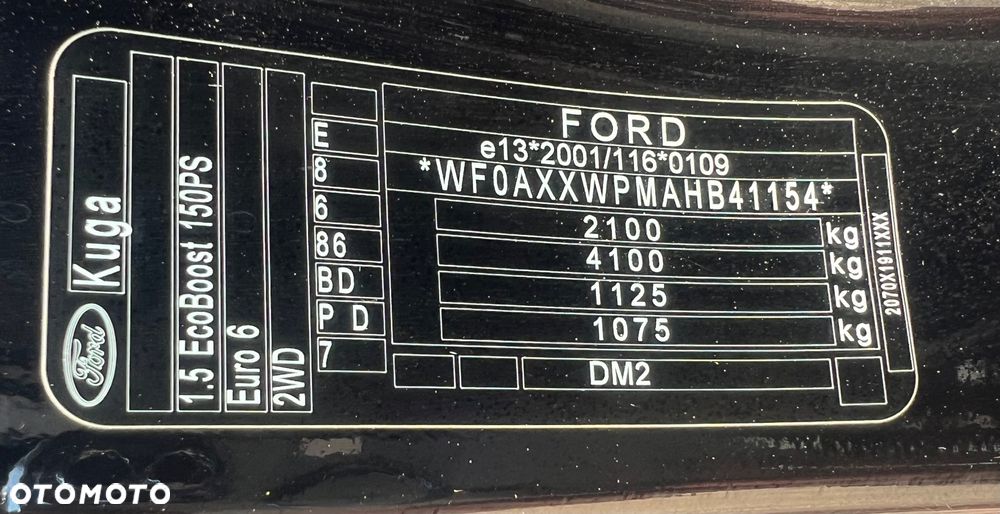 Ford
Kuga
1.5 EcoBoost 150PS
Euro 6
2WD
E
8
6
86
BD
P D
7
FORD
e13*2001/116*0109
*WF0AXXWPMAHB41154*
2100 kg
4100 kg
1125 kg
1075 kg
DM2
2070X1911XXX
OTOMOTO